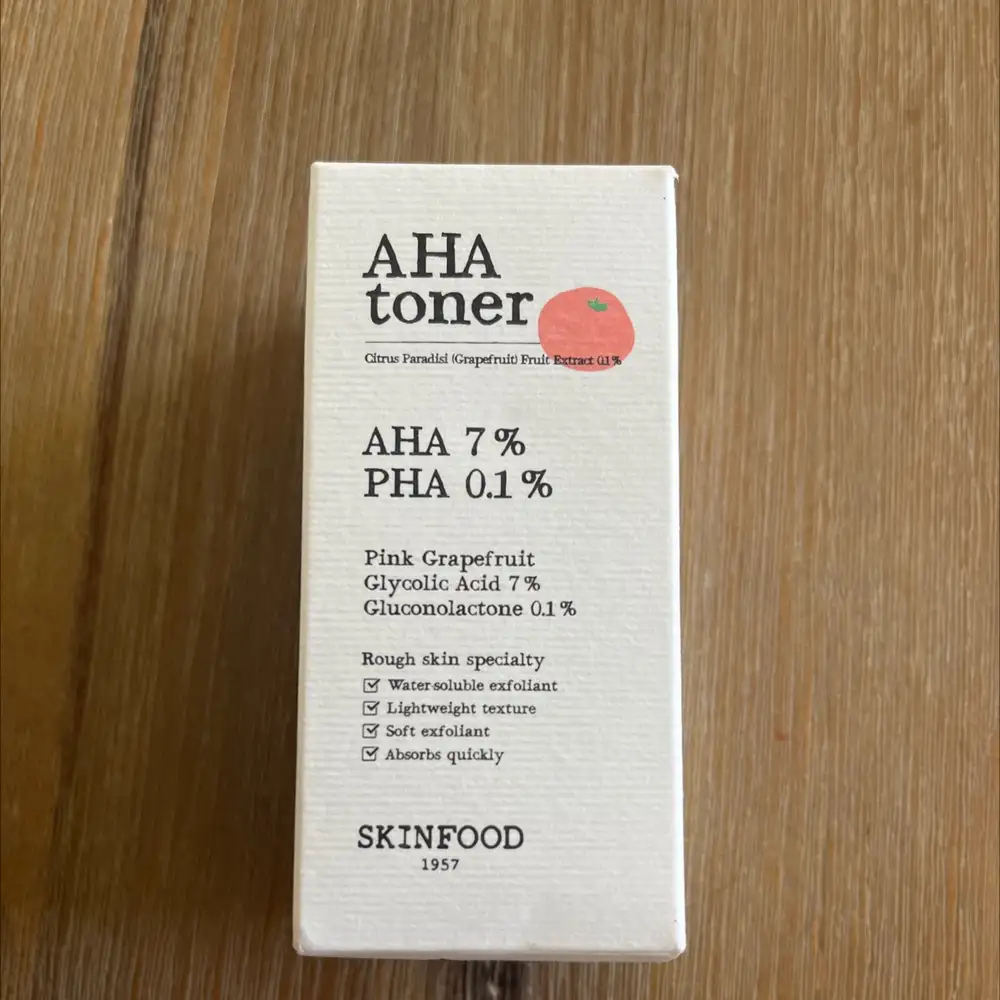 AHA
toner
Citrus Paradisi (Grapefruit) Fruit Extract 0.1%
AHA 7%
PHA 0.1%
Pink Grapefruit
Glycolic Acid 7%
Gluconolactone 0.1%
Rough skin specialty
Water-soluble exfoliant
Lightweight texture
Soft exfoliant
Absorbs quickly
SKINFOOD
1957